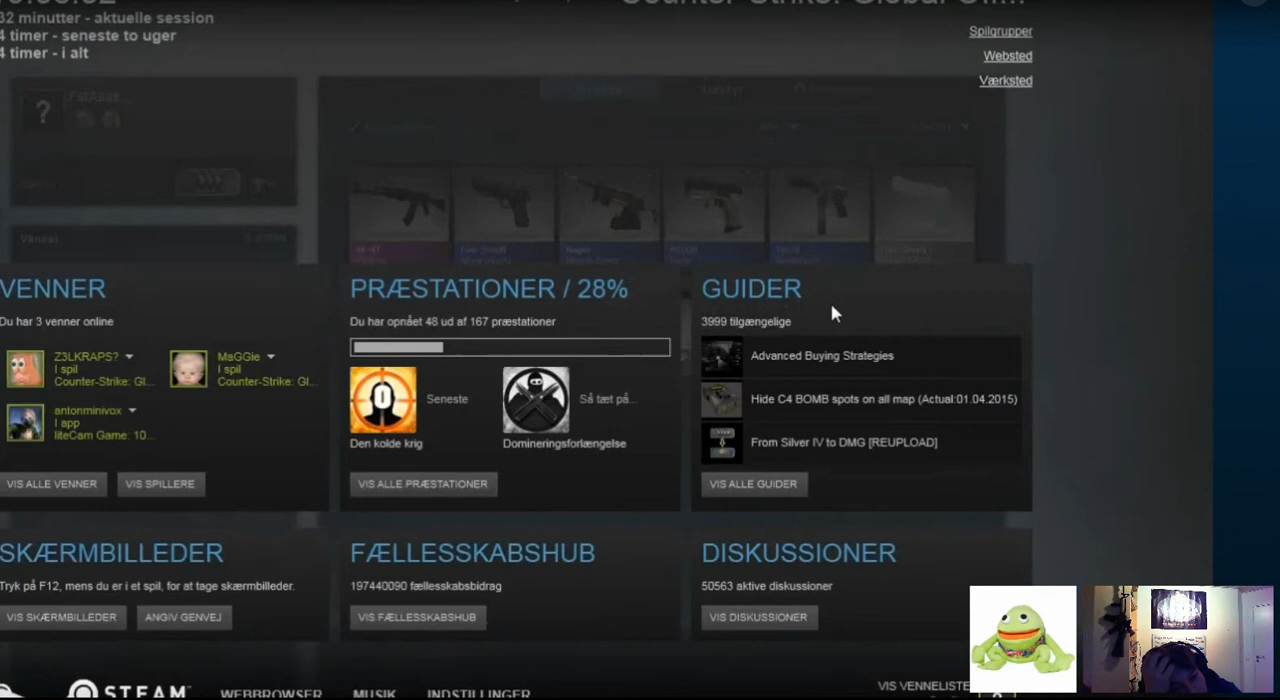 32 minutter - aktuelle session
4 timer - seneste to uger
4 timer - i alt
Spilgrupper
Websted
Værksted
VENNER
Du har 3 venner online
Z3LKRAPS?
I spil
Counter-Strike: Gl...
MaGGie
I spil
Counter-Strike: Gl...
antonminivox
I app
liteCam Game: 10...
VIS ALLE VENNER
VIS SPILLERE
PRÆSTATIONER / 28%
Du har opnået 48 ud af 167 præstationer
Seneste
Den kolde krig
Så tæt på...
Domineringsforlængelse
VIS ALLE PRÆSTATIONER
GUIDER
3999 tilgængelige
Advanced Buying Strategies
Hide C4 BOMB spots on all map (Actual:01.04.2015)
From Silver IV to DMG [REUPLOAD]
VIS ALLE GUIDER
SKÆRMBILLEDER
Tryk på F12, mens du er i et spil, for at tage skærmbilleder.
VIS SKÆRMBILLEDER
ANGIV GENVEJ
FÆLLESSKABSHUB
197440090 fællesskabsbidrag
VIS FÆLLESSKABSHUB
DISKUSSIONER
50563 aktive diskussioner
VIS DISKUSSIONER
STEAM
WEBBROWSER
MUSIK
INDSTILLINGER
VIS VENNELISTE